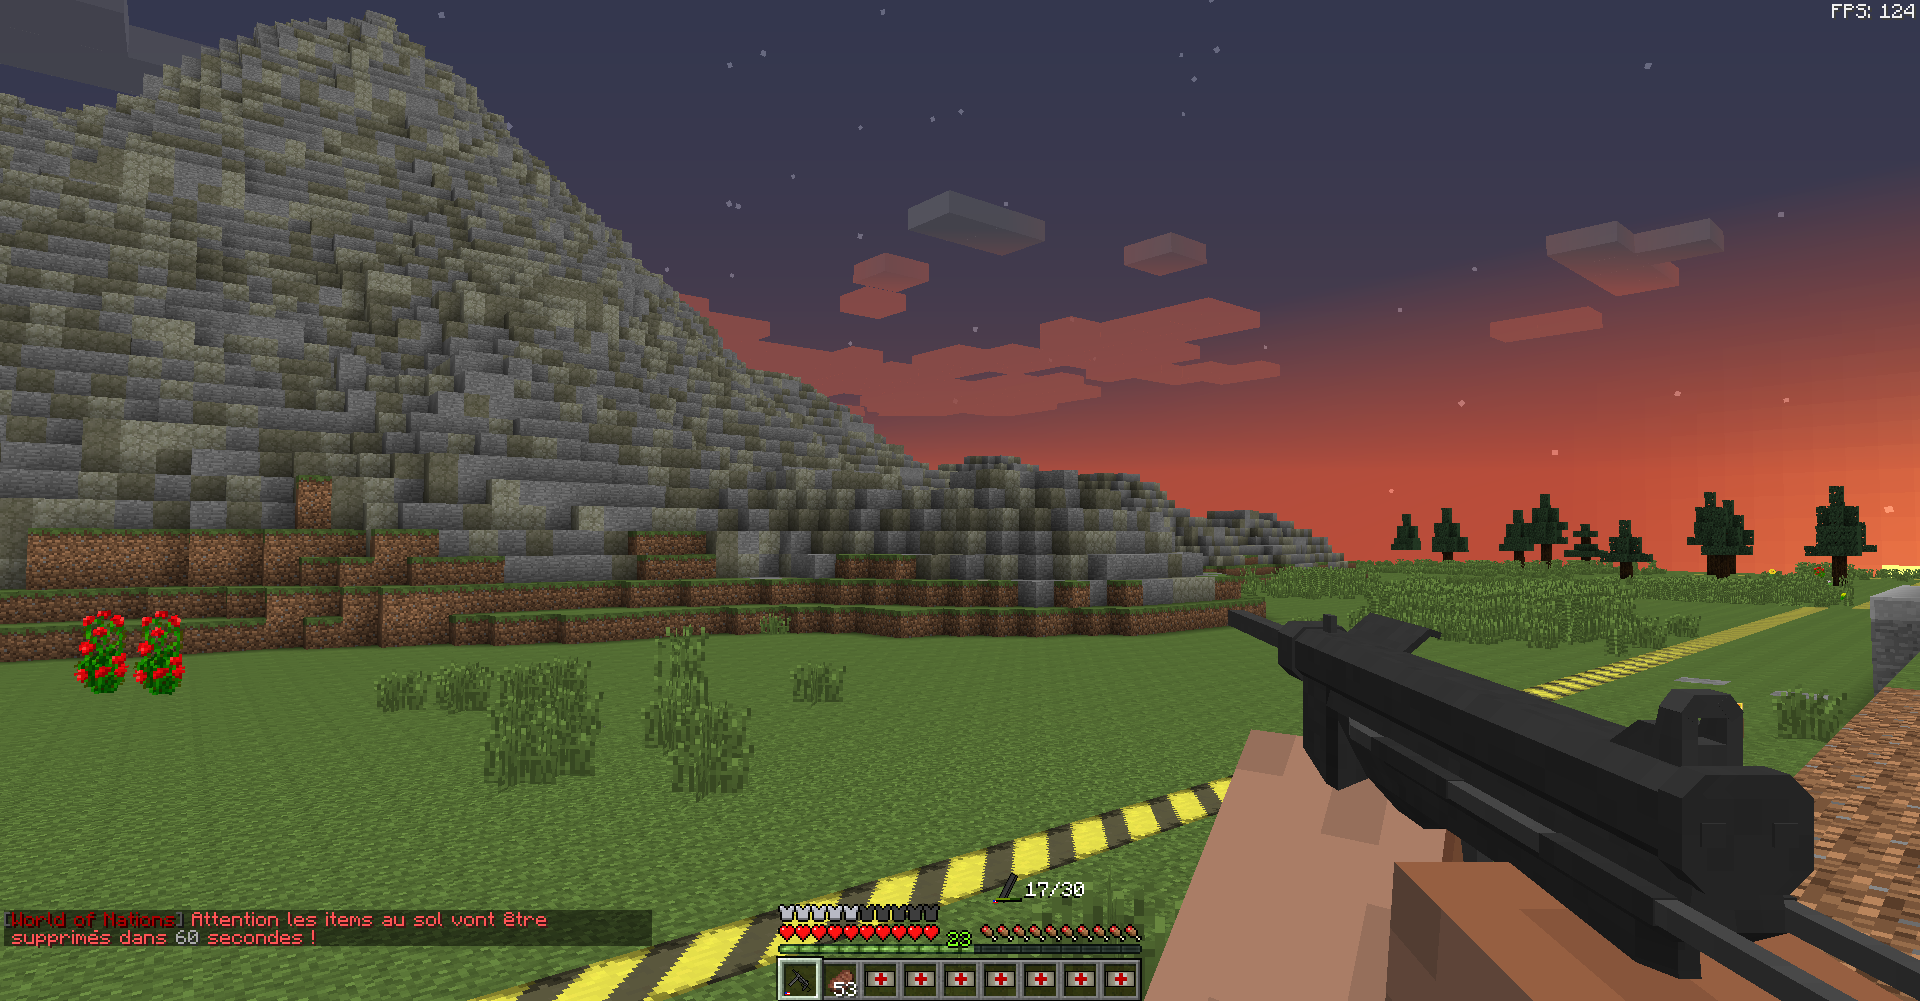 FPS: 124
[World of Nations] Attention les items au sol vont être
supprimés dans 60 secondes !
17/30
23
53